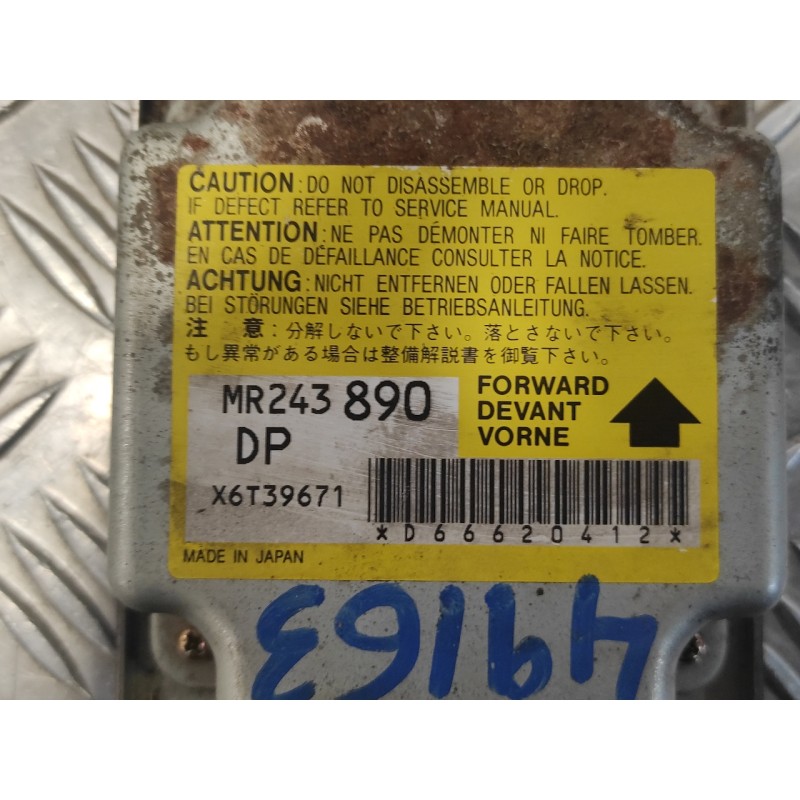 CAUTION: DO NOT DISASSEMBLE OR DROP.
IF DEFECT REFER TO SERVICE MANUAL.
ATTENTION: NE PAS DÉMONTER NI FAIRE TOMBER.
EN CAS DE DÉFAILLANCE CONSULTER LA NOTICE.
ACHTUNG: NICHT ENTFERNEN ODER FALLEN LASSEN.
BEI STÖRUNGEN SIEHE BETRIEBSANLEITUNG.
注 意:分解しないで下さい。落とさないで下さい。
もし異常がある場合は整備解説書を御覧下さい。
MR243 890
DP
X6T39671
FORWARD
DEVANT
VORNE
*D66620412*
MADE IN JAPAN
49163